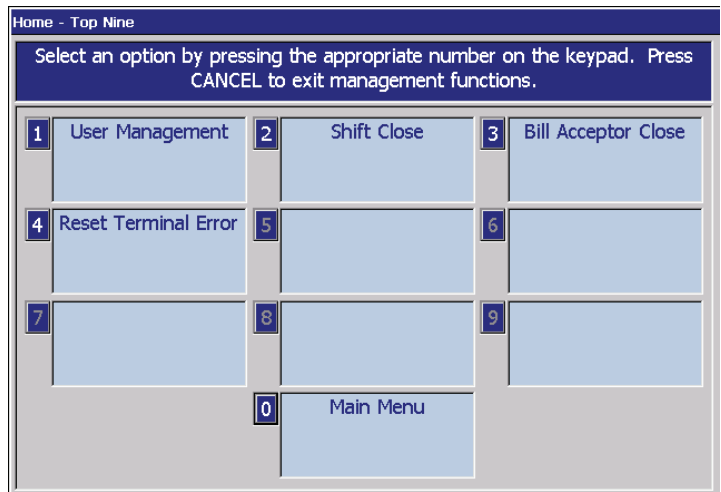 Home - Top Nine
Select an option by pressing the appropriate number on the keypad. Press
CANCEL to exit management functions.
1 User Management 2 Shift Close 3 Bill Acceptor Close
4 Reset Terminal Error 5 6
7 8 9
0 Main Menu